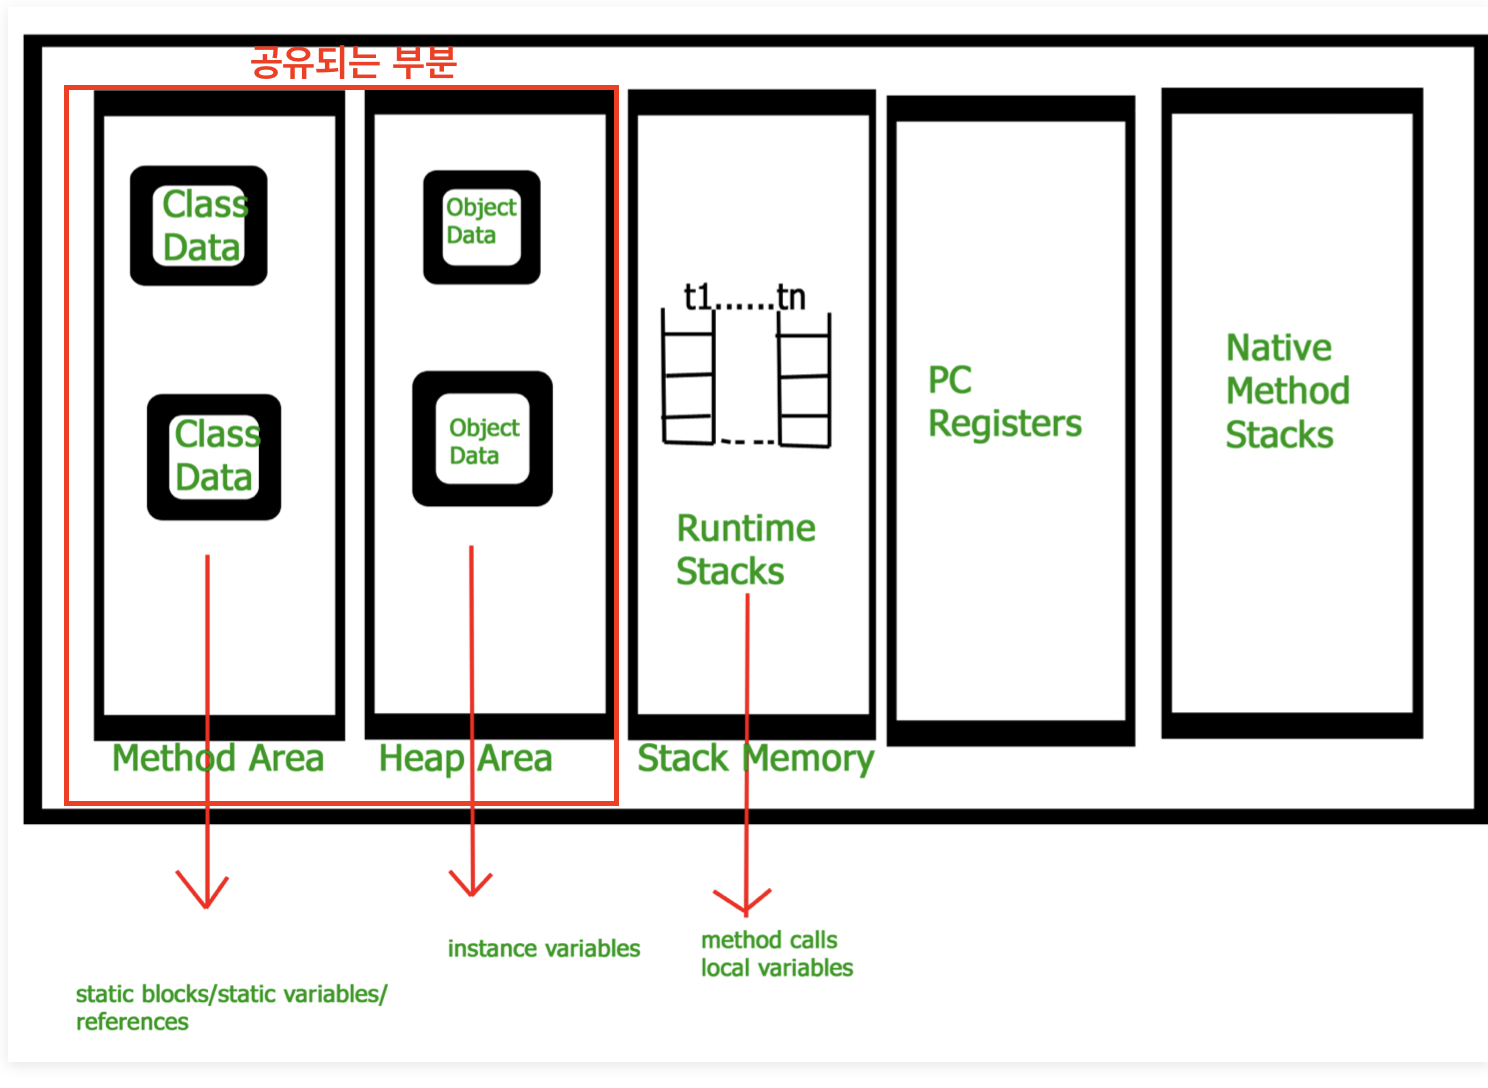 공유되는 부분
Class
Data
Class
Data
Method Area
Object
Data
Object
Data
Heap Area
t1......tn
Runtime
Stacks
Stack Memory
PC
Registers
Native
Method
Stacks
static blocks/static variables/
references
instance variables
method calls
local variables